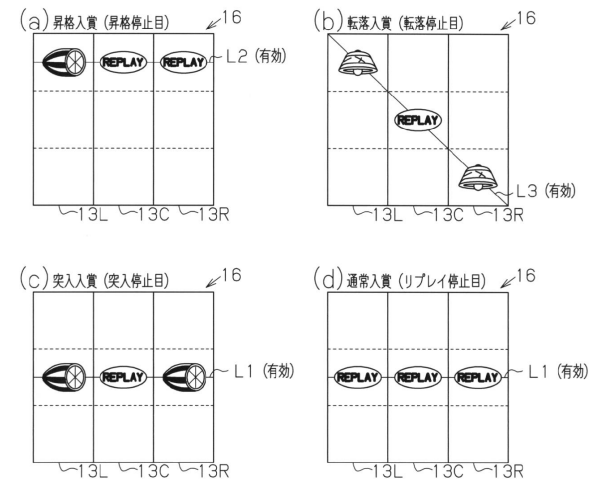 (a) 昇格入賞 (昇格停止目) 16
REPLAY REPLAY L2 (有効)
13L 13C 13R
(b) 転落入賞 (転落停止目) 16
REPLAY
L3 (有効)
13L 13C 13R
(c) 突入入賞 (突入停止目) 16
REPLAY L1 (有効)
13L 13C 13R
(d) 通常入賞 (リプレイ停止目) 16
REPLAY REPLAY REPLAY L1 (有効)
13L 13C 13R